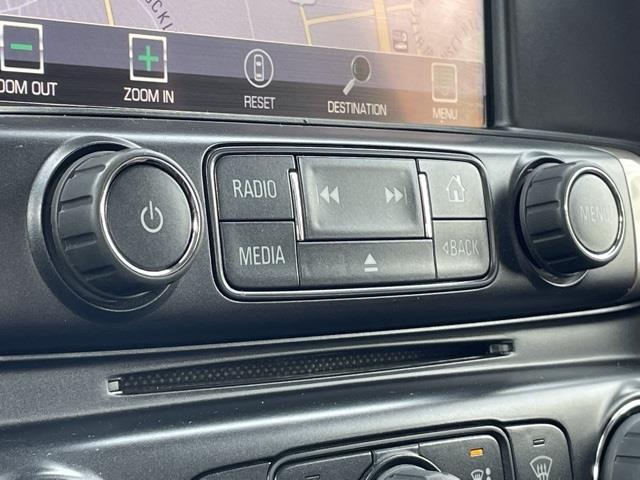 OOM OUT
ZOOM IN
RESET
DESTINATION
MENU
RADIO
MEDIA
BACK
MENU